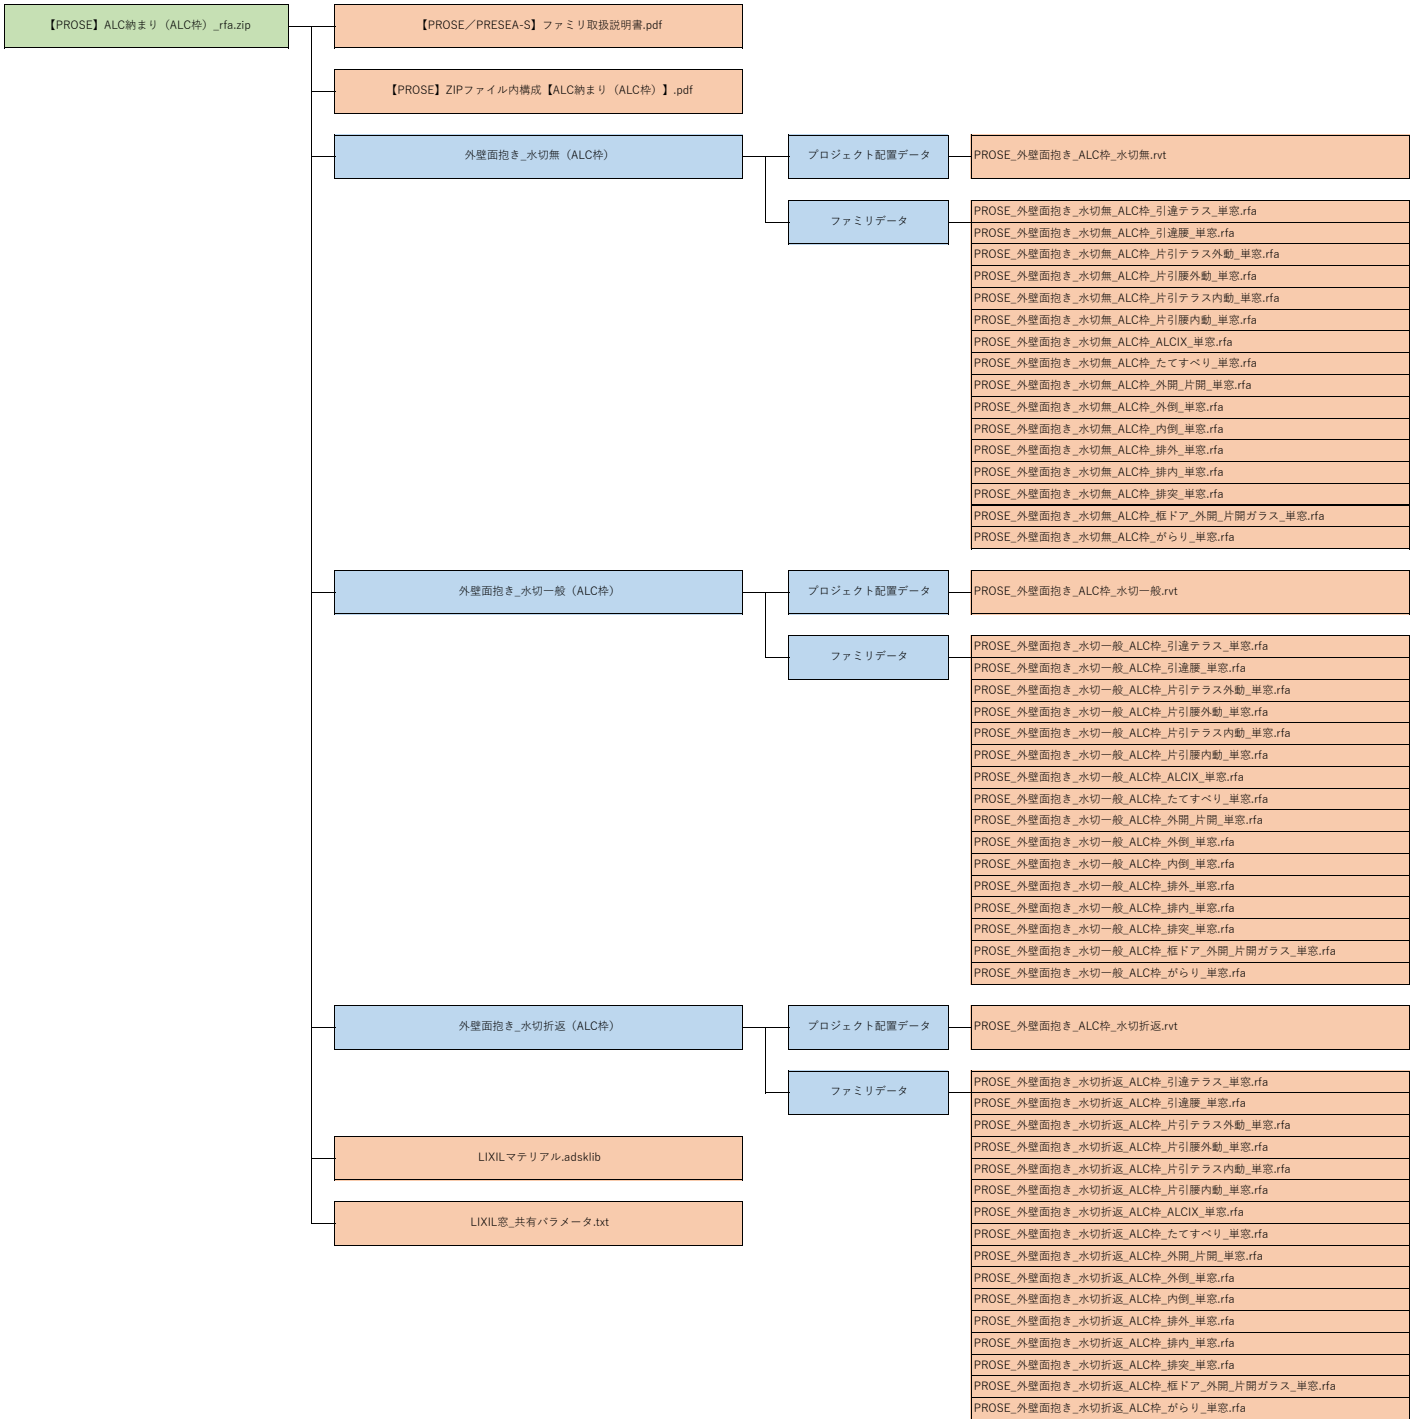 【PROSE】ALC納まり（ALC枠）_rfa.zip
【PROSE／PRESEA-S】ファミリ取扱説明書.pdf
【PROSE】ZIPファイル内構成【ALC納まり（ALC枠）】.pdf
外壁面抱き_水切無（ALC枠）
プロジェクト配置データ
PROSE_外壁面抱き_ALC枠_水切無.rvt
ファミリデータ
PROSE_外壁面抱き_水切無_ALC枠_引違テラス_単窓.rfa
PROSE_外壁面抱き_水切無_ALC枠_引違腰_単窓.rfa
PROSE_外壁面抱き_水切無_ALC枠_片引テラス外動_単窓.rfa
PROSE_外壁面抱き_水切無_ALC枠_片引腰外動_単窓.rfa
PROSE_外壁面抱き_水切無_ALC枠_片引テラス内動_単窓.rfa
PROSE_外壁面抱き_水切無_ALC枠_片引腰内動_単窓.rfa
PROSE_外壁面抱き_水切無_ALC枠_ALCIX_単窓.rfa
PROSE_外壁面抱き_水切無_ALC枠_たてすべり_単窓.rfa
PROSE_外壁面抱き_水切無_ALC枠_外開_片開_単窓.rfa
PROSE_外壁面抱き_水切無_ALC枠_外倒_単窓.rfa
PROSE_外壁面抱き_水切無_ALC枠_内倒_単窓.rfa
PROSE_外壁面抱き_水切無_ALC枠_排外_単窓.rfa
PROSE_外壁面抱き_水切無_ALC枠_排内_単窓.rfa
PROSE_外壁面抱き_水切無_ALC枠_排突_単窓.rfa
PROSE_外壁面抱き_水切無_ALC枠_框ドア_外開_片開ガラス_単窓.rfa
PROSE_外壁面抱き_水切無_ALC枠_がらり_単窓.rfa
外壁面抱き_水切一般（ALC枠）
プロジェクト配置データ
PROSE_外壁面抱き_ALC枠_水切一般.rvt
ファミリデータ
PROSE_外壁面抱き_水切一般_ALC枠_引違テラス_単窓.rfa
PROSE_外壁面抱き_水切一般_ALC枠_引違腰_単窓.rfa
PROSE_外壁面抱き_水切一般_ALC枠_片引テラス外動_単窓.rfa
PROSE_外壁面抱き_水切一般_ALC枠_片引腰外動_単窓.rfa
PROSE_外壁面抱き_水切一般_ALC枠_片引テラス内動_単窓.rfa
PROSE_外壁面抱き_水切一般_ALC枠_片引腰内動_単窓.rfa
PROSE_外壁面抱き_水切一般_ALC枠_ALCIX_単窓.rfa
PROSE_外壁面抱き_水切一般_ALC枠_たてすべり_単窓.rfa
PROSE_外壁面抱き_水切一般_ALC枠_外開_片開_単窓.rfa
PROSE_外壁面抱き_水切一般_ALC枠_外倒_単窓.rfa
PROSE_外壁面抱き_水切一般_ALC枠_内倒_単窓.rfa
PROSE_外壁面抱き_水切一般_ALC枠_排外_単窓.rfa
PROSE_外壁面抱き_水切一般_ALC枠_排内_単窓.rfa
PROSE_外壁面抱き_水切一般_ALC枠_排突_単窓.rfa
PROSE_外壁面抱き_水切一般_ALC枠_框ドア_外開_片開ガラス_単窓.rfa
PROSE_外壁面抱き_水切一般_ALC枠_がらり_単窓.rfa
外壁面抱き_水切折返（ALC枠）
プロジェクト配置データ
PROSE_外壁面抱き_ALC枠_水切折返.rvt
ファミリデータ
PROSE_外壁面抱き_水切折返_ALC枠_引違テラス_単窓.rfa
PROSE_外壁面抱き_水切折返_ALC枠_引違腰_単窓.rfa
PROSE_外壁面抱き_水切折返_ALC枠_片引テラス外動_単窓.rfa
PROSE_外壁面抱き_水切折返_ALC枠_片引腰外動_単窓.rfa
PROSE_外壁面抱き_水切折返_ALC枠_片引テラス内動_単窓.rfa
PROSE_外壁面抱き_水切折返_ALC枠_片引腰内動_単窓.rfa
PROSE_外壁面抱き_水切折返_ALC枠_ALCIX_単窓.rfa
PROSE_外壁面抱き_水切折返_ALC枠_たてすべり_単窓.rfa
PROSE_外壁面抱き_水切折返_ALC枠_外開_片開_単窓.rfa
PROSE_外壁面抱き_水切折返_ALC枠_外倒_単窓.rfa
PROSE_外壁面抱き_水切折返_ALC枠_内倒_単窓.rfa
PROSE_外壁面抱き_水切折返_ALC枠_排外_単窓.rfa
PROSE_外壁面抱き_水切折返_ALC枠_排内_単窓.rfa
PROSE_外壁面抱き_水切折返_ALC枠_排突_単窓.rfa
PROSE_外壁面抱き_水切折返_ALC枠_框ドア_外開_片開ガラス_単窓.rfa
PROSE_外壁面抱き_水切折返_ALC枠_がらり_単窓.rfa
LIXILマテリアル.adsklib
LIXIL窓_共有パラメータ.txt